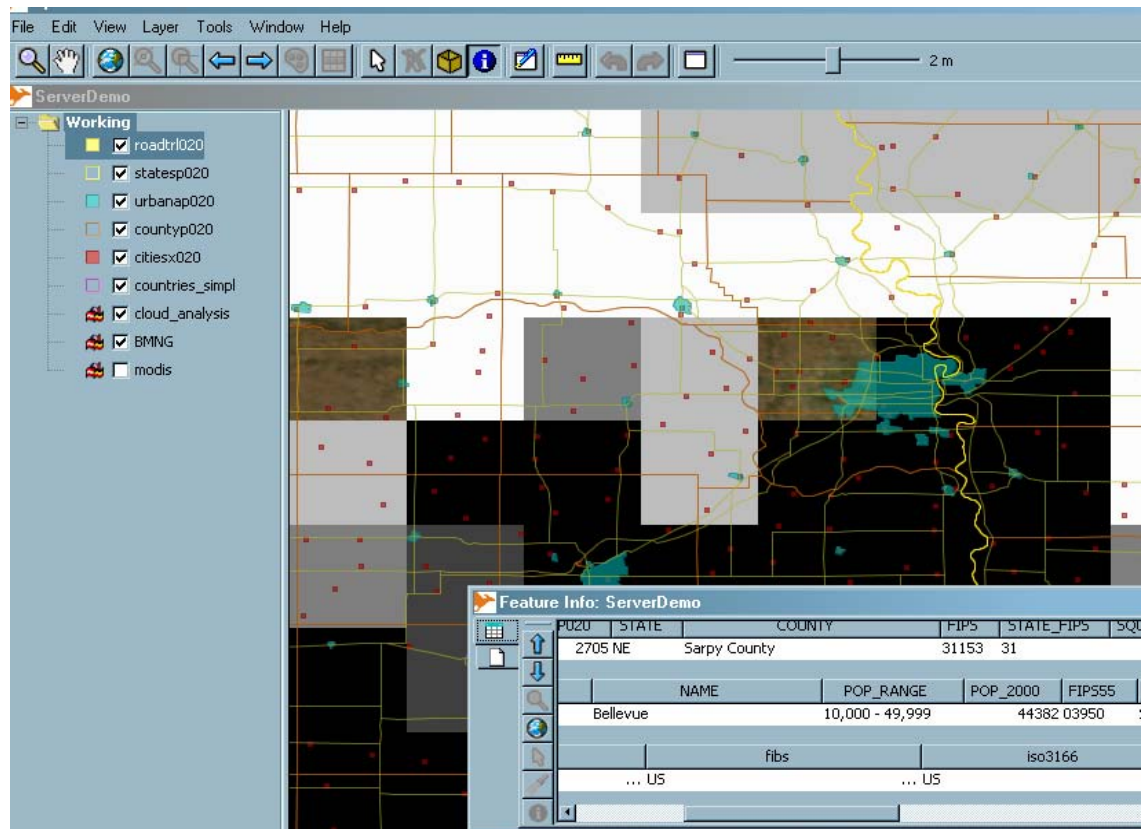 File Edit View Layer Tools Window Help
2 m
ServerDemo
Working
roadtrl020
statesp020
urbanap020
countyp020
citiesx020
countries_simpl
cloud_analysis
BMNG
modis
Feature Info: ServerDemo
P020 STATE COUNTY FIPS STATE_FIPS SQU
2705 NE Sarpy County 31153 31
NAME POP_RANGE POP_2000 FIPS55
Bellevue 10,000 - 49,999 44382 03950
fibs iso3166
... US ... US